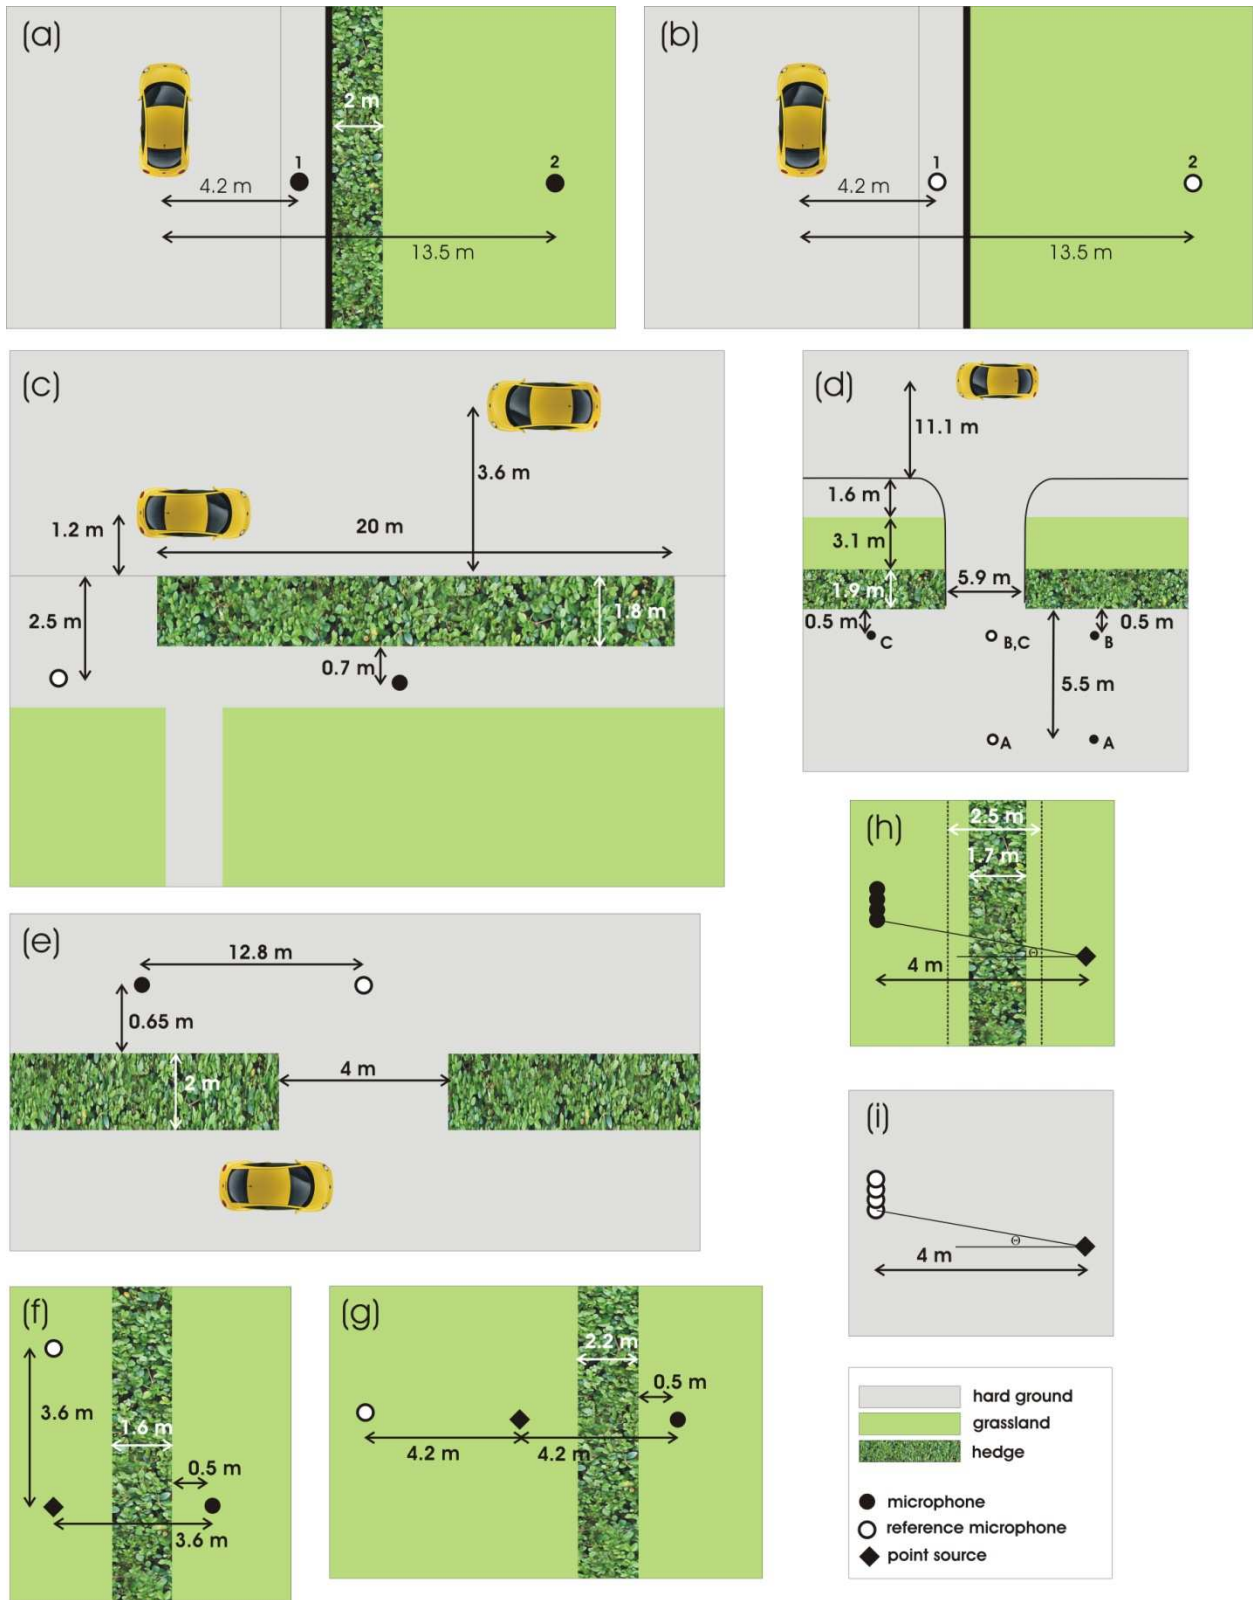 (a)
2 m
1
2
4.2 m
13.5 m
(b)
1
2
4.2 m
13.5 m
(c)
3.6 m
1.2 m
20 m
2.5 m
1.8 m
0.7 m
(d)
11.1 m
1.6 m
3.1 m
1.9 m
5.9 m
0.5 m
0.5 m
C
B,C
B
5.5 m
A
A
(e)
12.8 m
0.65 m
2 m
4 m
(f)
3.6 m
1.6 m
0.5 m
3.6 m
(g)
2.2 m
0.5 m
4.2 m
4.2 m
(h)
2.5 m
1.7 m
Θ
4 m
(i)
Θ
4 m
hard ground
grassland
hedge
microphone
reference microphone
point source